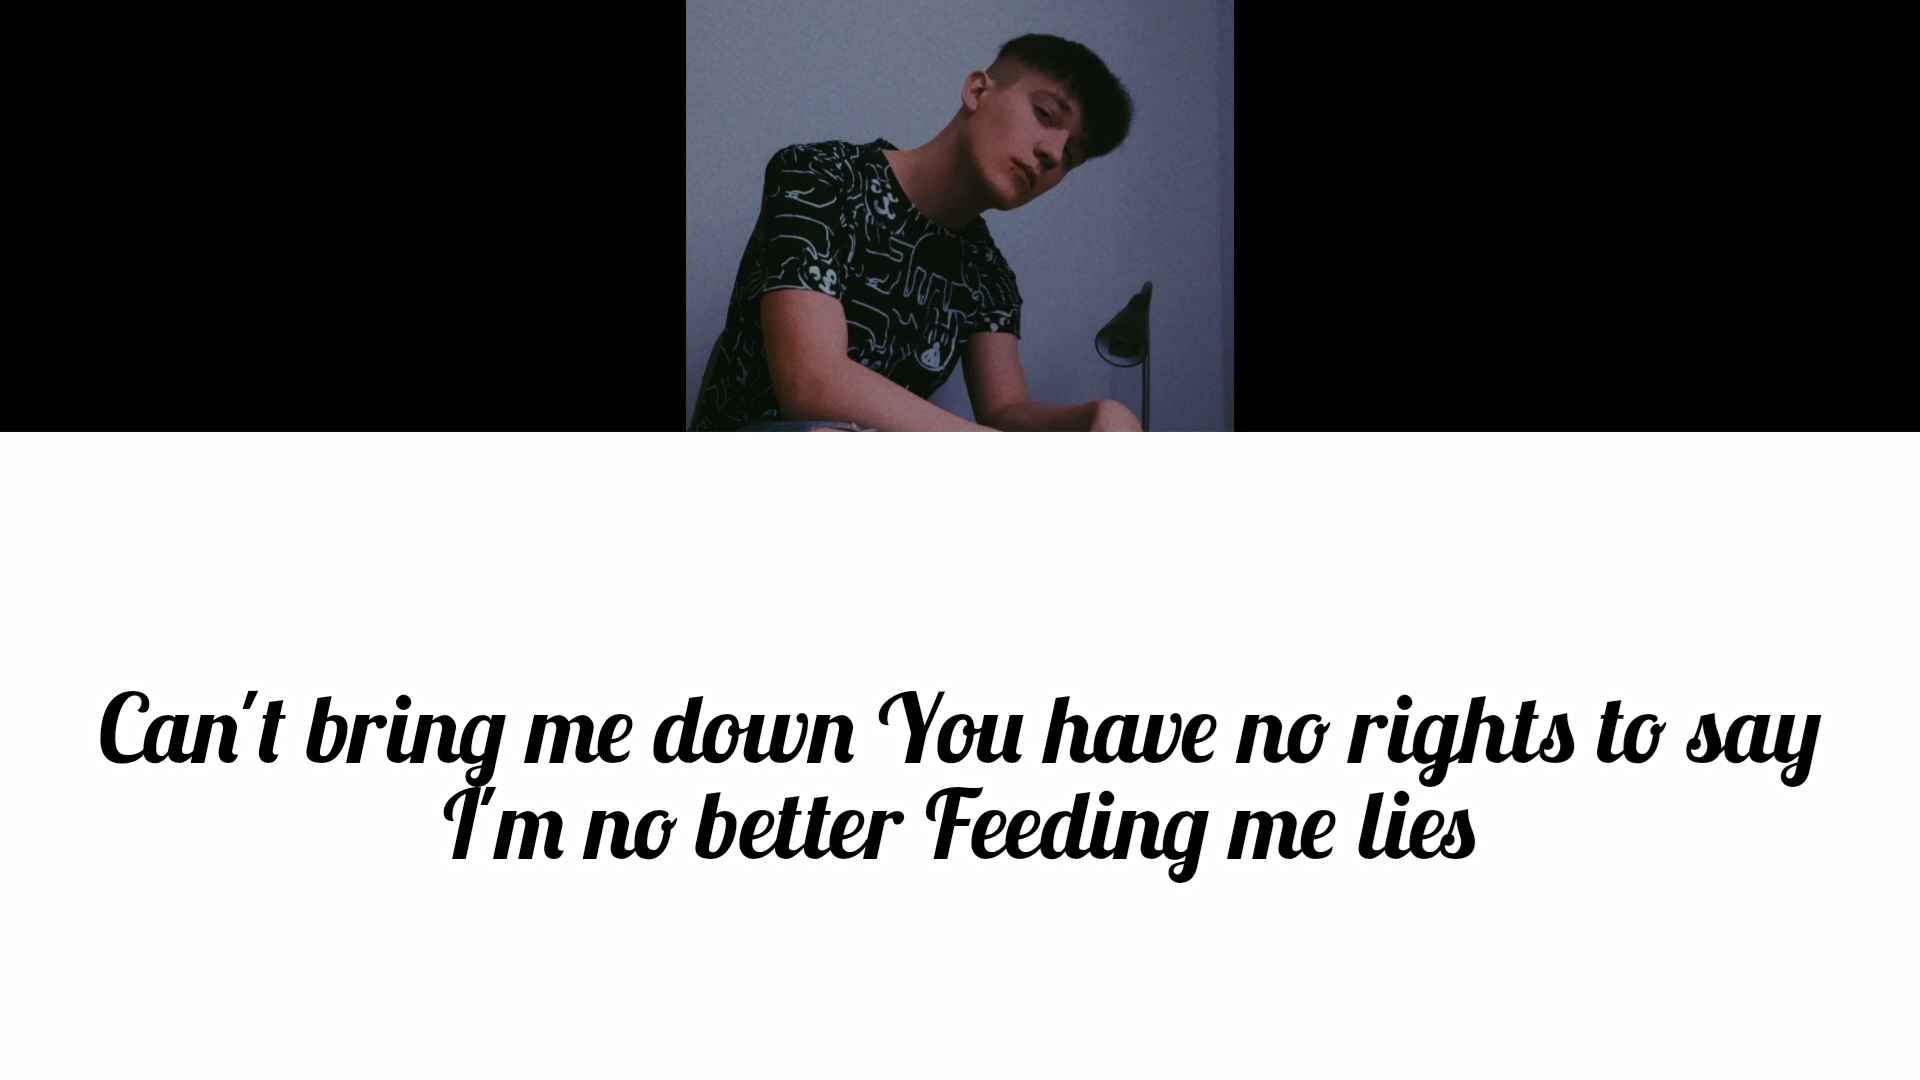 Can't bring me down You have no rights to say
I'm no better Feeding me lies